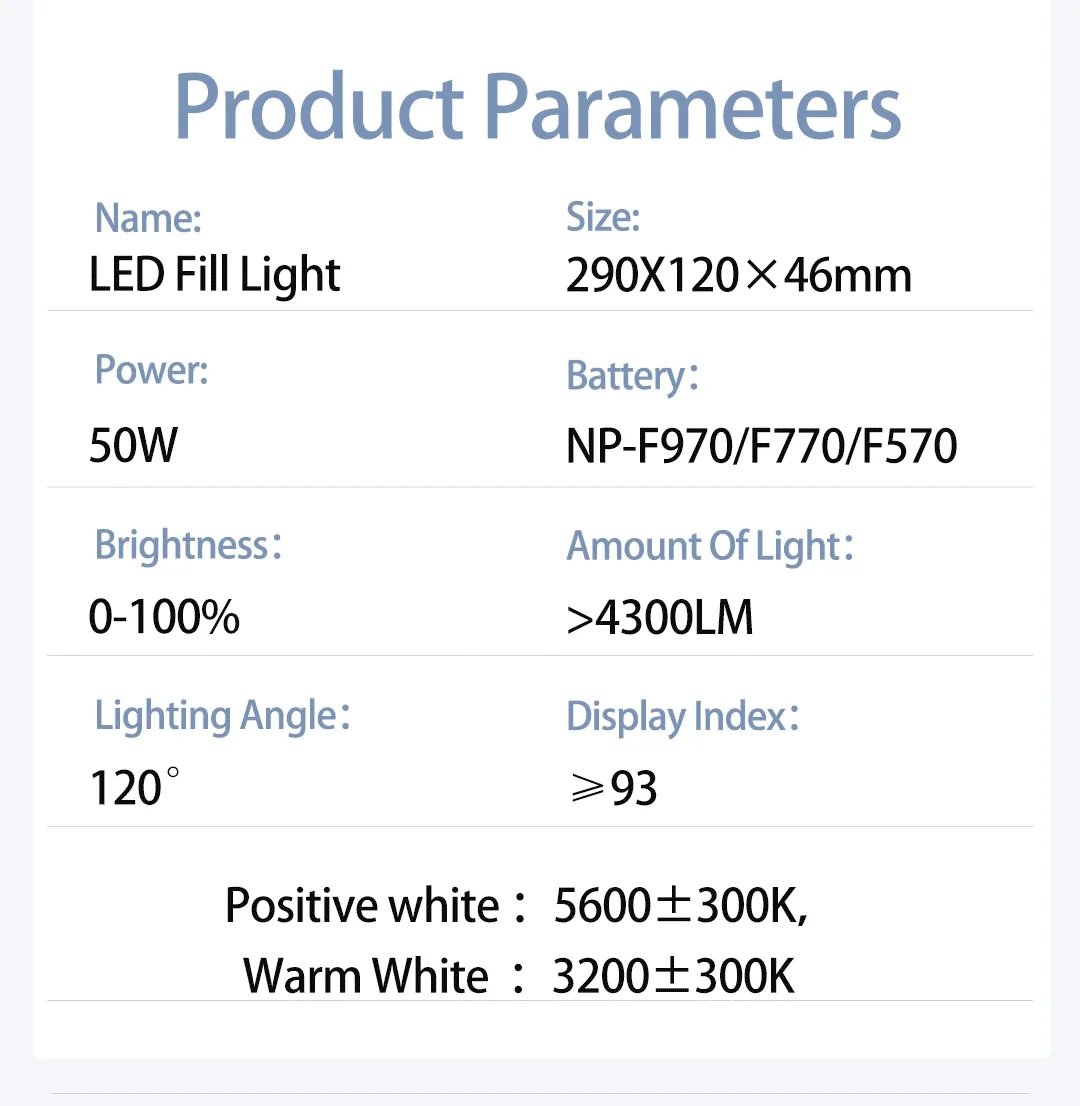 Product Parameters
Name:
LED Fill Light
Size:
290X120×46mm
Power:
50W
Battery：
NP-F970/F770/F570
Brightness：
0-100%
Amount Of Light：
>4300LM
Lighting Angle：
120°
Display Index：
⩾93
Positive white： 5600±300K,
Warm White ： 3200±300K